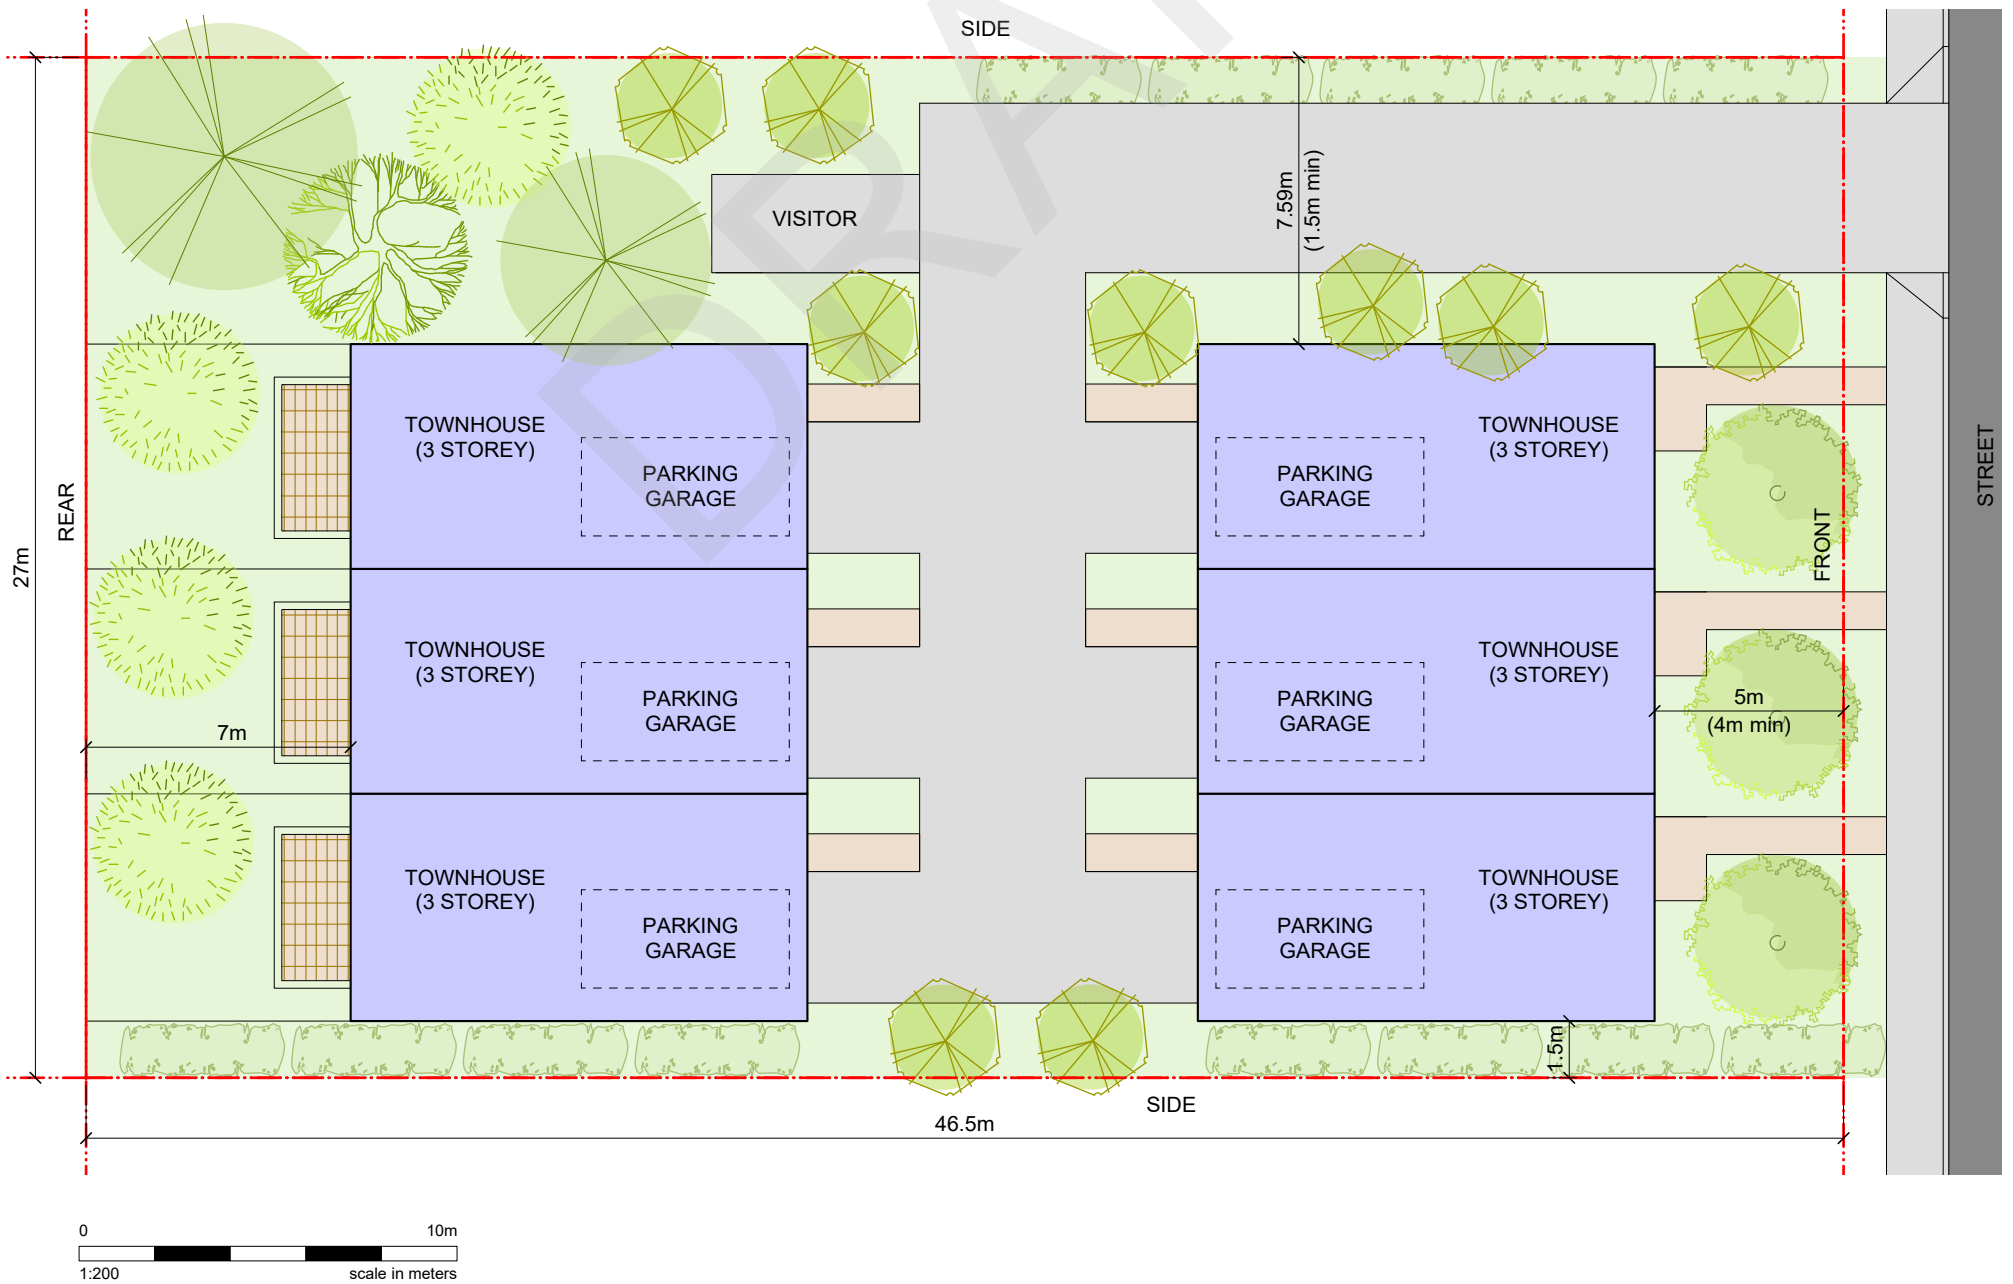 SIDE
DRA
VISITOR
7.59m
(1.5m min)
TOWNHOUSE
(3 STOREY)
PARKING
GARAGE
TOWNHOUSE
(3 STOREY)
PARKING
GARAGE
STREET
REAR
FRONT
27m
TOWNHOUSE
(3 STOREY)
PARKING
GARAGE
TOWNHOUSE
(3 STOREY)
PARKING
GARAGE
7m
5m
(4m min)
TOWNHOUSE
(3 STOREY)
PARKING
GARAGE
TOWNHOUSE
(3 STOREY)
PARKING
GARAGE
1.5m
SIDE
46.5m
0 10m
1:200 scale in meters